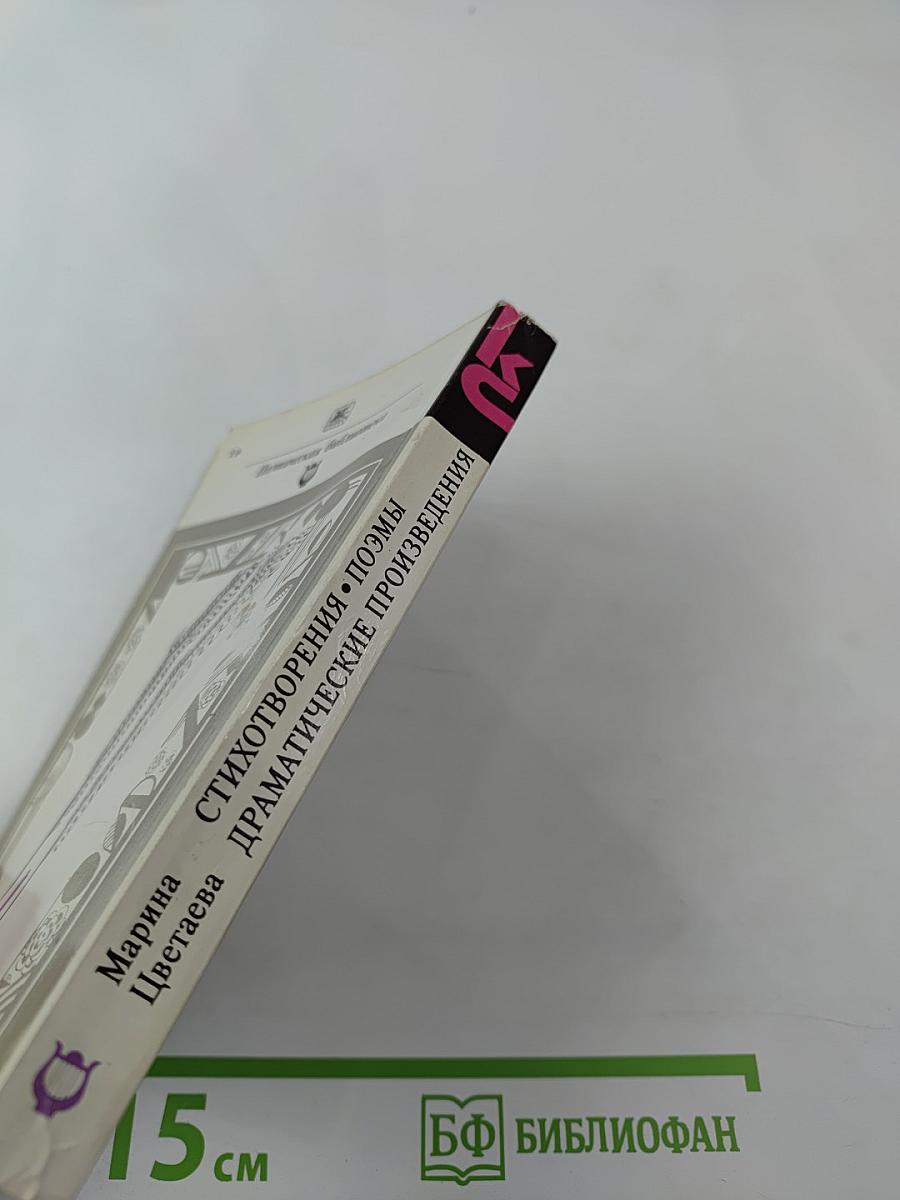 Марина
Цветаева
СТИХОТВОРЕНИЯ • ПОЭМЫ
ДРАМАТИЧЕСКИЕ ПРОИЗВЕДЕНИЯ
15 см
БФ БИБЛИОФАН